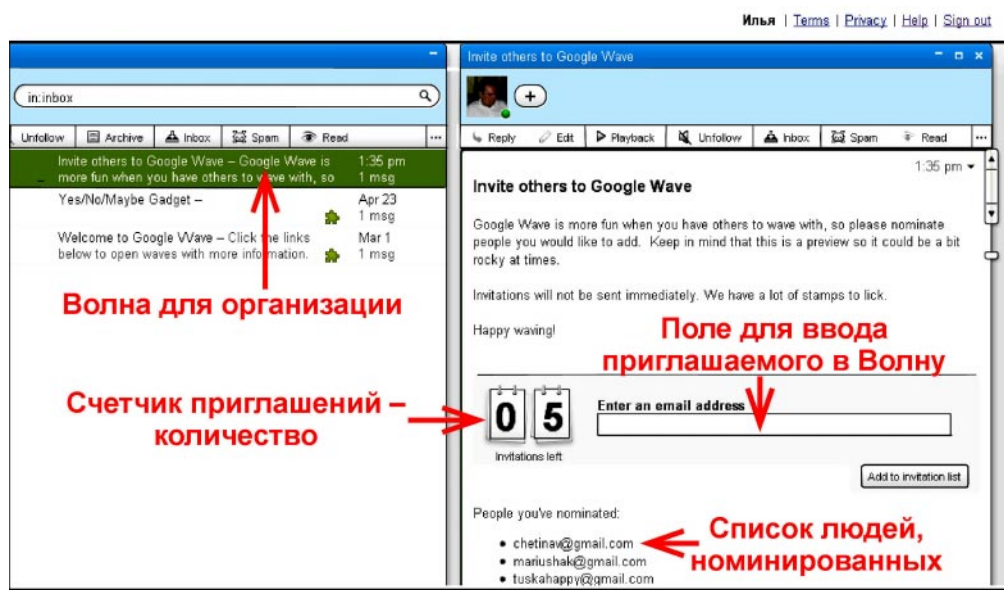 Илья | Terms | Privacy | Help | Sign out
in:inbox
Unfollow Archive Inbox Spam Read ...
Invite others to Google Wave – Google Wave is 1:35 pm
more fun when you have others to wave with, so 1 msg
Yes/No/Maybe Gadget – Apr 23
1 msg
Welcome to Google Wave – Click the links Mar 1
below to open waves with more information. 1 msg
Волна для организации
Счетчик приглашений –
количество
Invite others to Google Wave
Reply Edit Playback Unfollow Inbox Spam Read ...
1:35 pm
Invite others to Google Wave
Google Wave is more fun when you have others to wave with, so please nominate
people you would like to add. Keep in mind that this is a preview so it could be a bit
rocky at times.
Invitations will not be sent immediately. We have a lot of stamps to lick.
Happy waving!
Поле для ввода
приглашаемого в Волну
0 5
Enter an email address
Invitations left
Add to invitation list
People you've nominated:
chetinav@gmail.com
mariushak@gmail.com
tuskahappy@gmail.com
Список людей,
номинированных